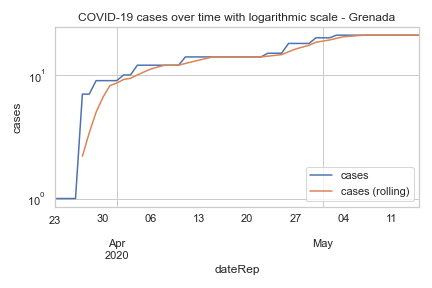 COVID-19 cases over time with logarithmic scale - Grenada
cases
10¹
10⁰
cases
cases (rolling)
23 30 06 13 20 27 04 11
Apr May
2020
dateRep